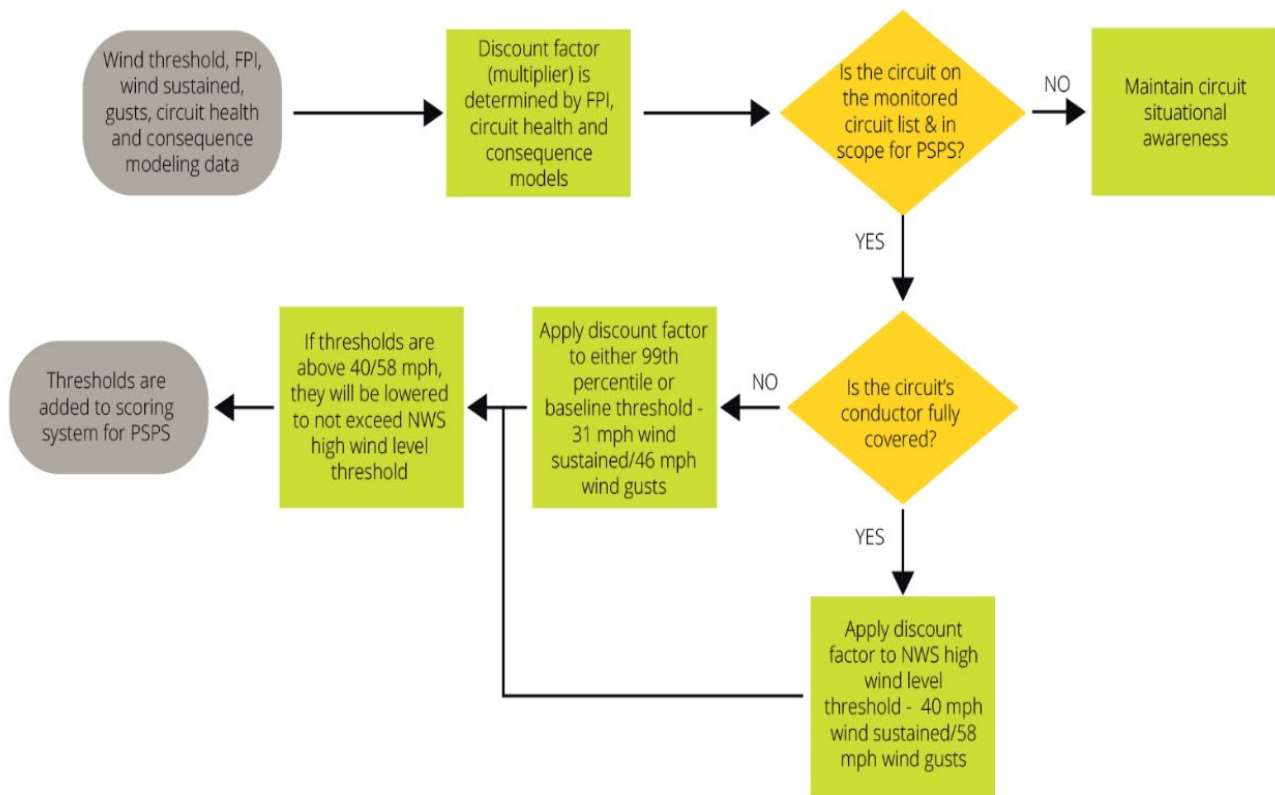 Wind threshold, FPI,
wind sustained,
gusts, circuit health
and consequence
modeling data
Discount factor
(multiplier) is
determined by FPI,
circuit health and
consequence
models
Is the circuit on
the monitored
circuit list & in
scope for PSPS?
NO
Maintain circuit
situational
awareness
YES
Is the circuit's
conductor fully
covered?
NO
Apply discount factor
to either 99th
percentile or
baseline threshold -
31 mph wind
sustained/46 mph
wind gusts
If thresholds are
above 40/58 mph,
they will be lowered
to not exceed NWS
high wind level
threshold
Thresholds are
added to scoring
system for PSPS
YES
Apply discount
factor to NWS high
wind level
threshold - 40 mph
wind sustained/58
mph wind gusts